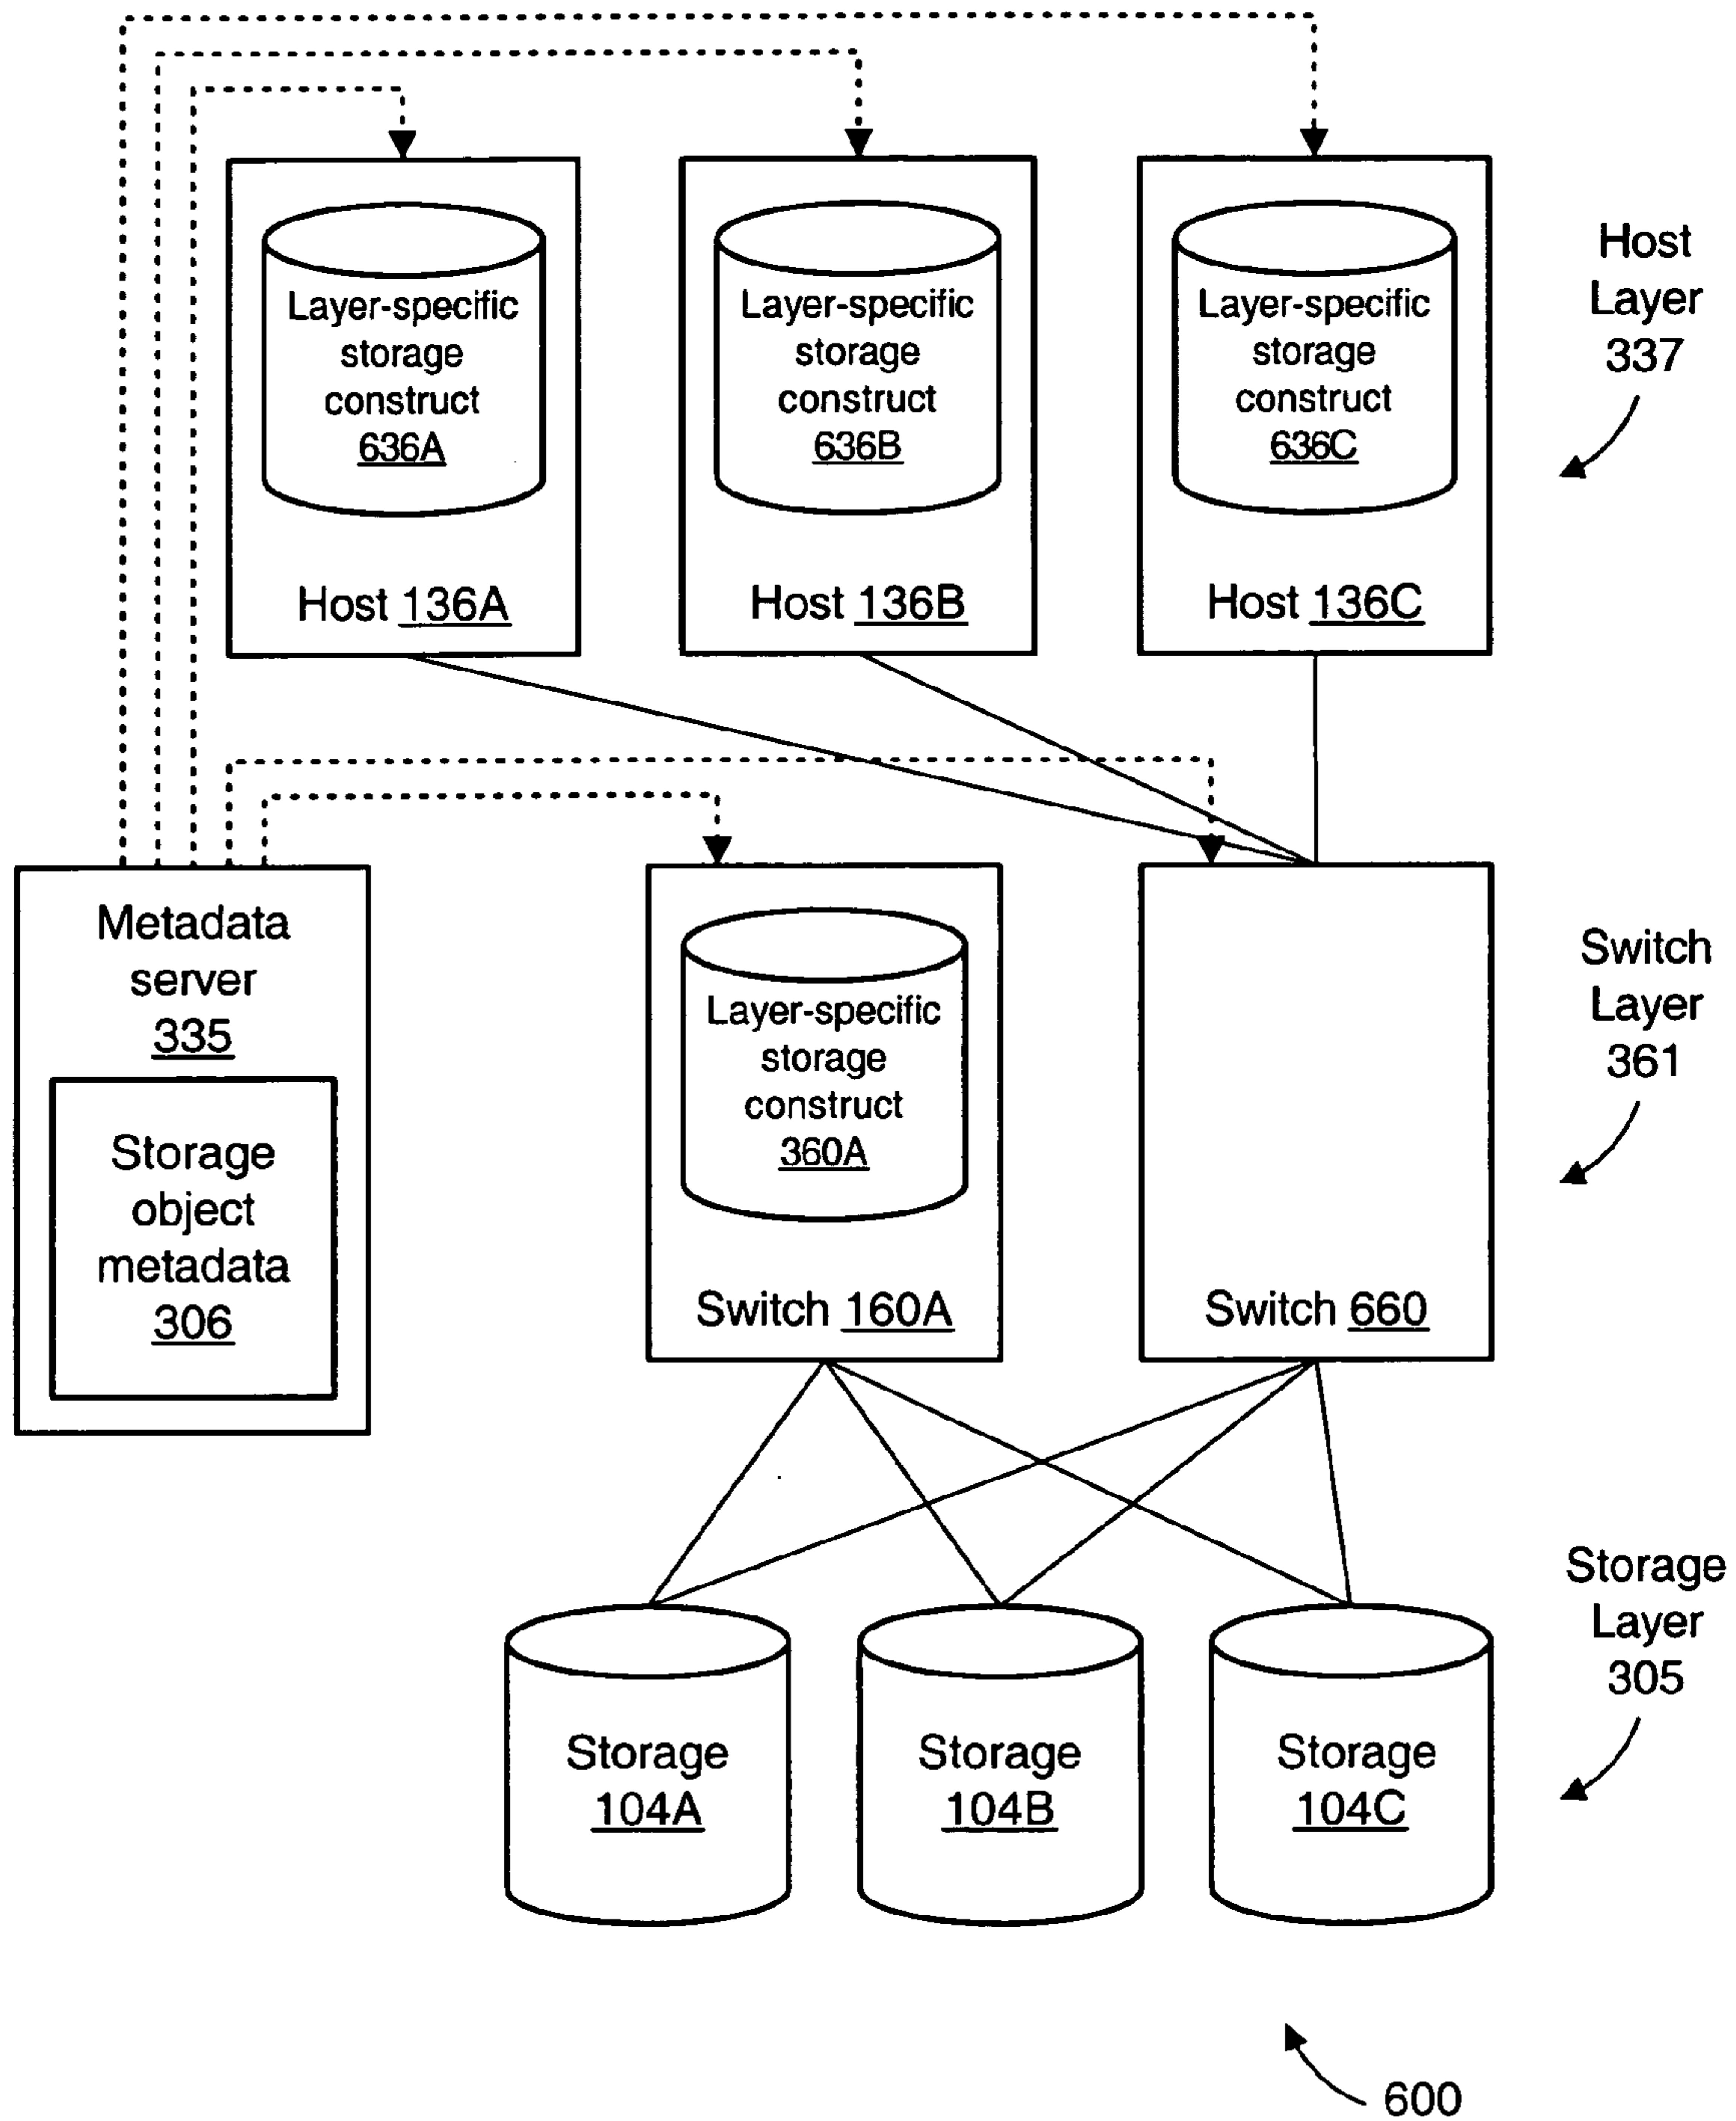 Layer-specific
storage
construct
636A
Host 136A
Layer-specific
storage
construct
636B
Host 136B
Layer-specific
storage
construct
636C
Host 136C
Host
Layer
337
Metadata
server
335
Storage
object
metadata
306
Layer-specific
storage
construct
360A
Switch 160A
Switch 660
Switch
Layer
361
Storage
104A
Storage
104B
Storage
104C
Storage
Layer
305
600